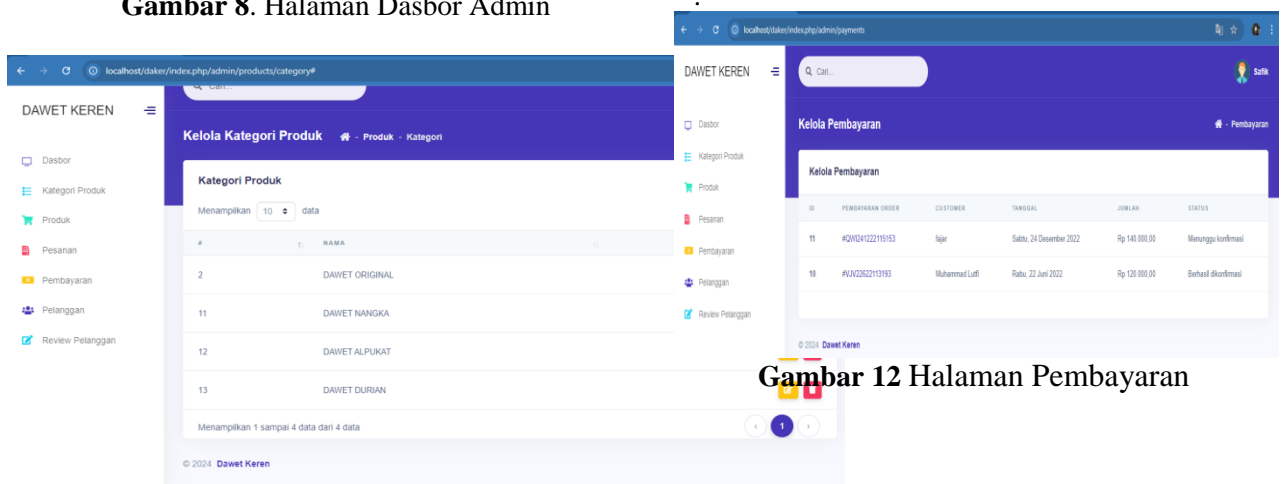 Gambar 8. Halaman Dasbor Admin
localhost/daker/index.php/admin/products/category#
DAWET KEREN
Cari...
Kelola Kategori Produk - Produk - Kategori
Dasbor
Kategori Produk
Produk
Pesanan
Pembayaran
Pelanggan
Review Pelanggan
Kategori Produk
Menampilkan 10 data
# NAMA
2 DAWET ORIGINAL
11 DAWET NANGKA
12 DAWET ALPUKAT
13 DAWET DURIAN
Menampilkan 1 sampai 4 data dari 4 data
1
© 2024 Dawet Keren
.
localhost/daker/index.php/admin/payments
DAWET KEREN
Cari...
Safik
Dasbor
Kategori Produk
Produk
Pesanan
Pembayaran
Pelanggan
Review Pelanggan
Kelola Pembayaran - Pembayaran
Kelola Pembayaran
ID PEMBAYARAN ORDER CUSTOMER TANGGAL JUMLAH STATUS
11 #QWI241222115153 fajar Sabtu, 24 Desember 2022 Rp 140.000,00 Menunggu konfirmasi
10 #VJV22622113193 Muhammad Lutfi Rabu, 22 Juni 2022 Rp 120.000,00 Berhasil dikonfirmasi
© 2024 Dawet Keren
Gambar 12 Halaman Pembayaran